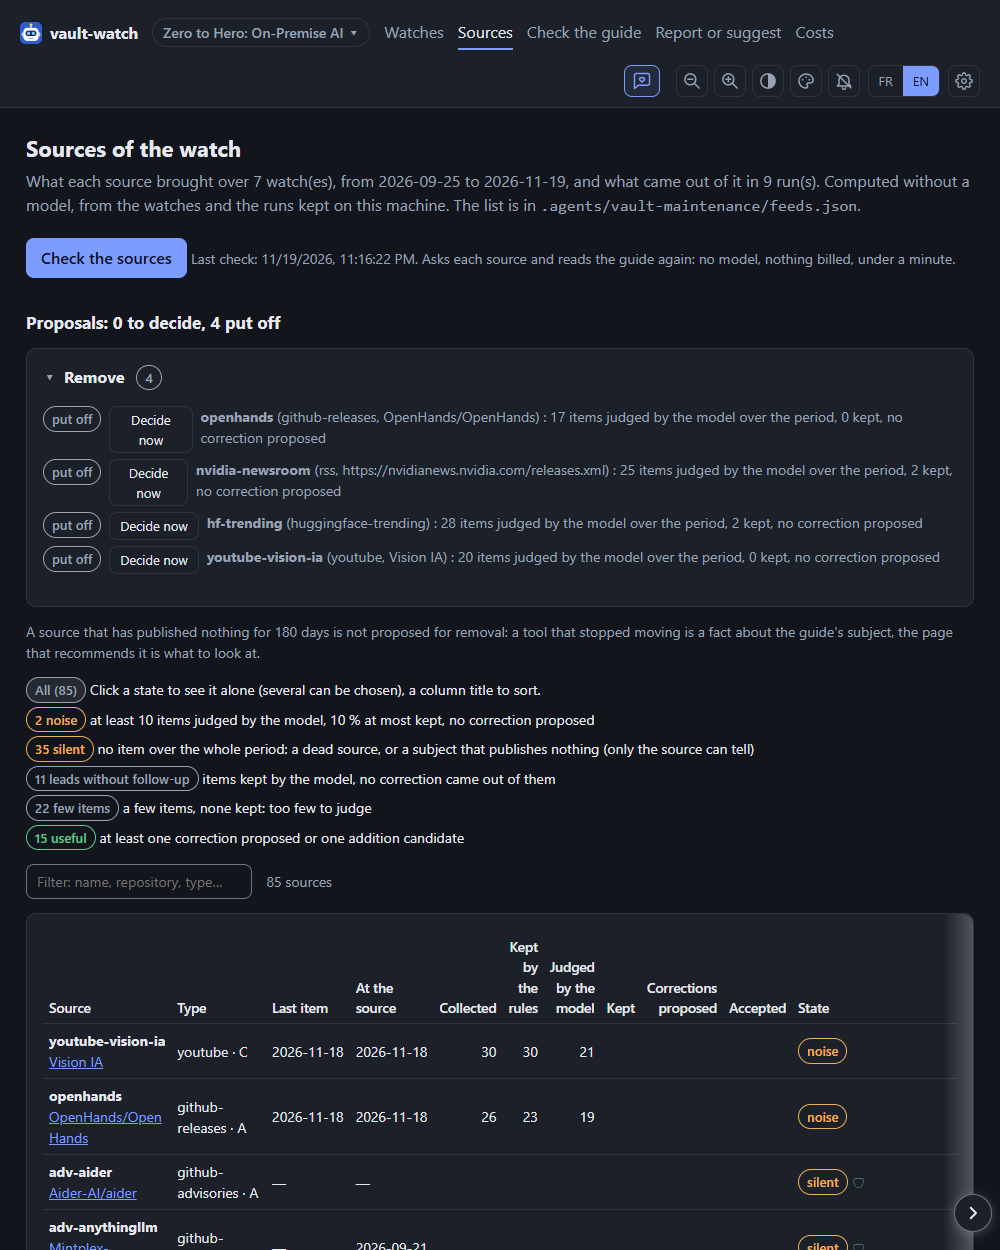 vault-watch
Zero to Hero: On-Premise AI ▾
Watches
Sources
Check the guide
Report or suggest
Costs
FR
EN
Sources of the watch
What each source brought over 7 watch(es), from 2026-09-25 to 2026-11-19, and what came out of it in 9 run(s). Computed without a
model, from the watches and the runs kept on this machine. The list is in .agents/vault-maintenance/feeds.json.
Check the sources
Last check: 11/19/2026, 11:16:22 PM. Asks each source and reads the guide again: no model, nothing billed, under a minute.
Proposals: 0 to decide, 4 put off
▾ Remove 4
put off
Decide
now
openhands (github-releases, OpenHands/OpenHands) : 17 items judged by the model over the period, 0 kept, no
correction proposed
put off
Decide
now
nvidia-newsroom (rss, https://nvidianews.nvidia.com/releases.xml) : 25 items judged by the model over the period, 2 kept,
no correction proposed
put off
Decide now
hf-trending (huggingface-trending) : 28 items judged by the model over the period, 2 kept, no correction proposed
put off
Decide now
youtube-vision-ia (youtube, Vision IA) : 20 items judged by the model over the period, 0 kept, no correction proposed
A source that has published nothing for 180 days is not proposed for removal: a tool that stopped moving is a fact about the guide's subject, the page
that recommends it is what to look at.
All (85) Click a state to see it alone (several can be chosen), a column title to sort.
2 noise at least 10 items judged by the model, 10 % at most kept, no correction proposed
35 silent no item over the whole period: a dead source, or a subject that publishes nothing (only the source can tell)
11 leads without follow-up items kept by the model, no correction came out of them
22 few items a few items, none kept: too few to judge
15 useful at least one correction proposed or one addition candidate
Filter: name, repository, type...
85 sources
Source
Type
Last item
At the
source
Collected
Kept
by
the
rules
Judged
by the
model
Kept
Corrections
proposed
Accepted
State
youtube-vision-ia
Vision IA
youtube · C
2026-11-18
2026-11-18
30
30
21
noise
openhands
OpenHands/Open
Hands
github-
releases · A
2026-11-18
2026-11-18
26
23
19
noise
adv-aider
Aider-AI/aider
github-
advisories · A
—
—
silent
adv-anythingllm
Mintplex-
github-
—
2026-09-21
silent